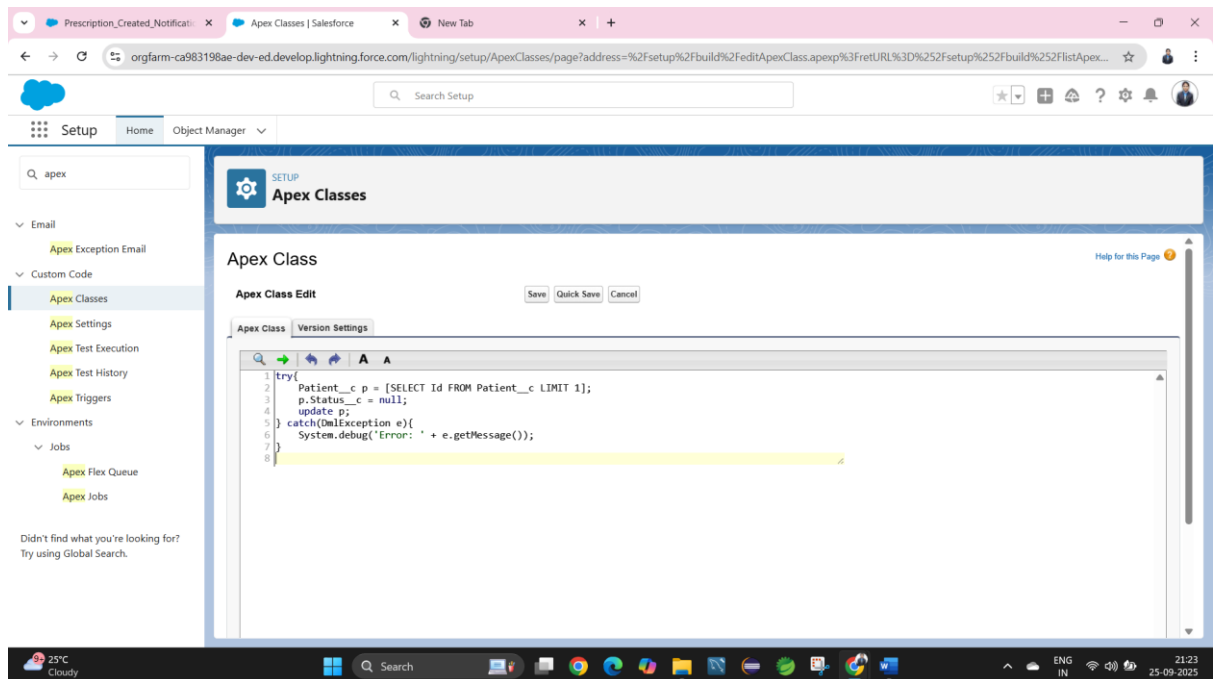 Prescription_Created_Notificatio
Apex Classes | Salesforce
New Tab
orgfarm-ca983198ae-dev-ed.develop.lightning.force.com/lightning/setup/ApexClasses/page?address=%2Fsetup%2Fbuild%2FeditApexClass.apexp%3FretURL%3D%252Fsetup%252Fbuild%252FlistApex...
Search Setup
Setup Home Object Manager
apex
Email
Apex Exception Email
Custom Code
Apex Classes
Apex Settings
Apex Test Execution
Apex Test History
Apex Triggers
Environments
Jobs
Apex Flex Queue
Apex Jobs
Didn't find what you're looking for?
Try using Global Search.
SETUP
Apex Classes
Apex Class
Help for this Page
Apex Class Edit Save Quick Save Cancel
Apex Class Version Settings
A A
1 try{
2 Patient__c p = [SELECT Id FROM Patient__c LIMIT 1];
3 p.Status__c = null;
4 update p;
5 } catch(DmlException e){
6 System.debug('Error: ' + e.getMessage());
7 }
8
9+
25°C
Cloudy
Search
ENG
IN
21:23
25-09-2025